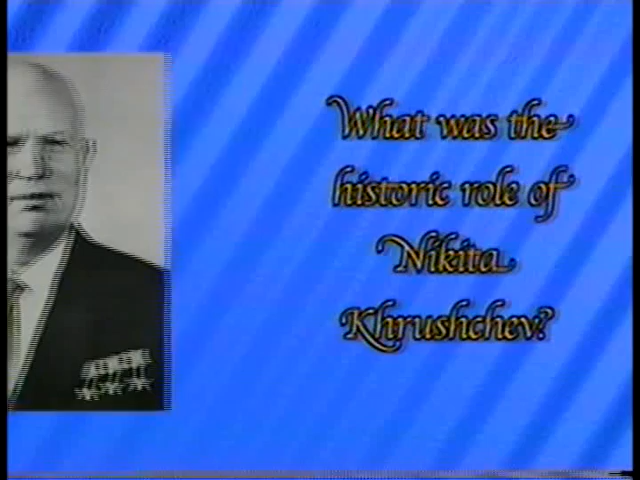 What was the
historic role of
Nikita
Khrushchev?